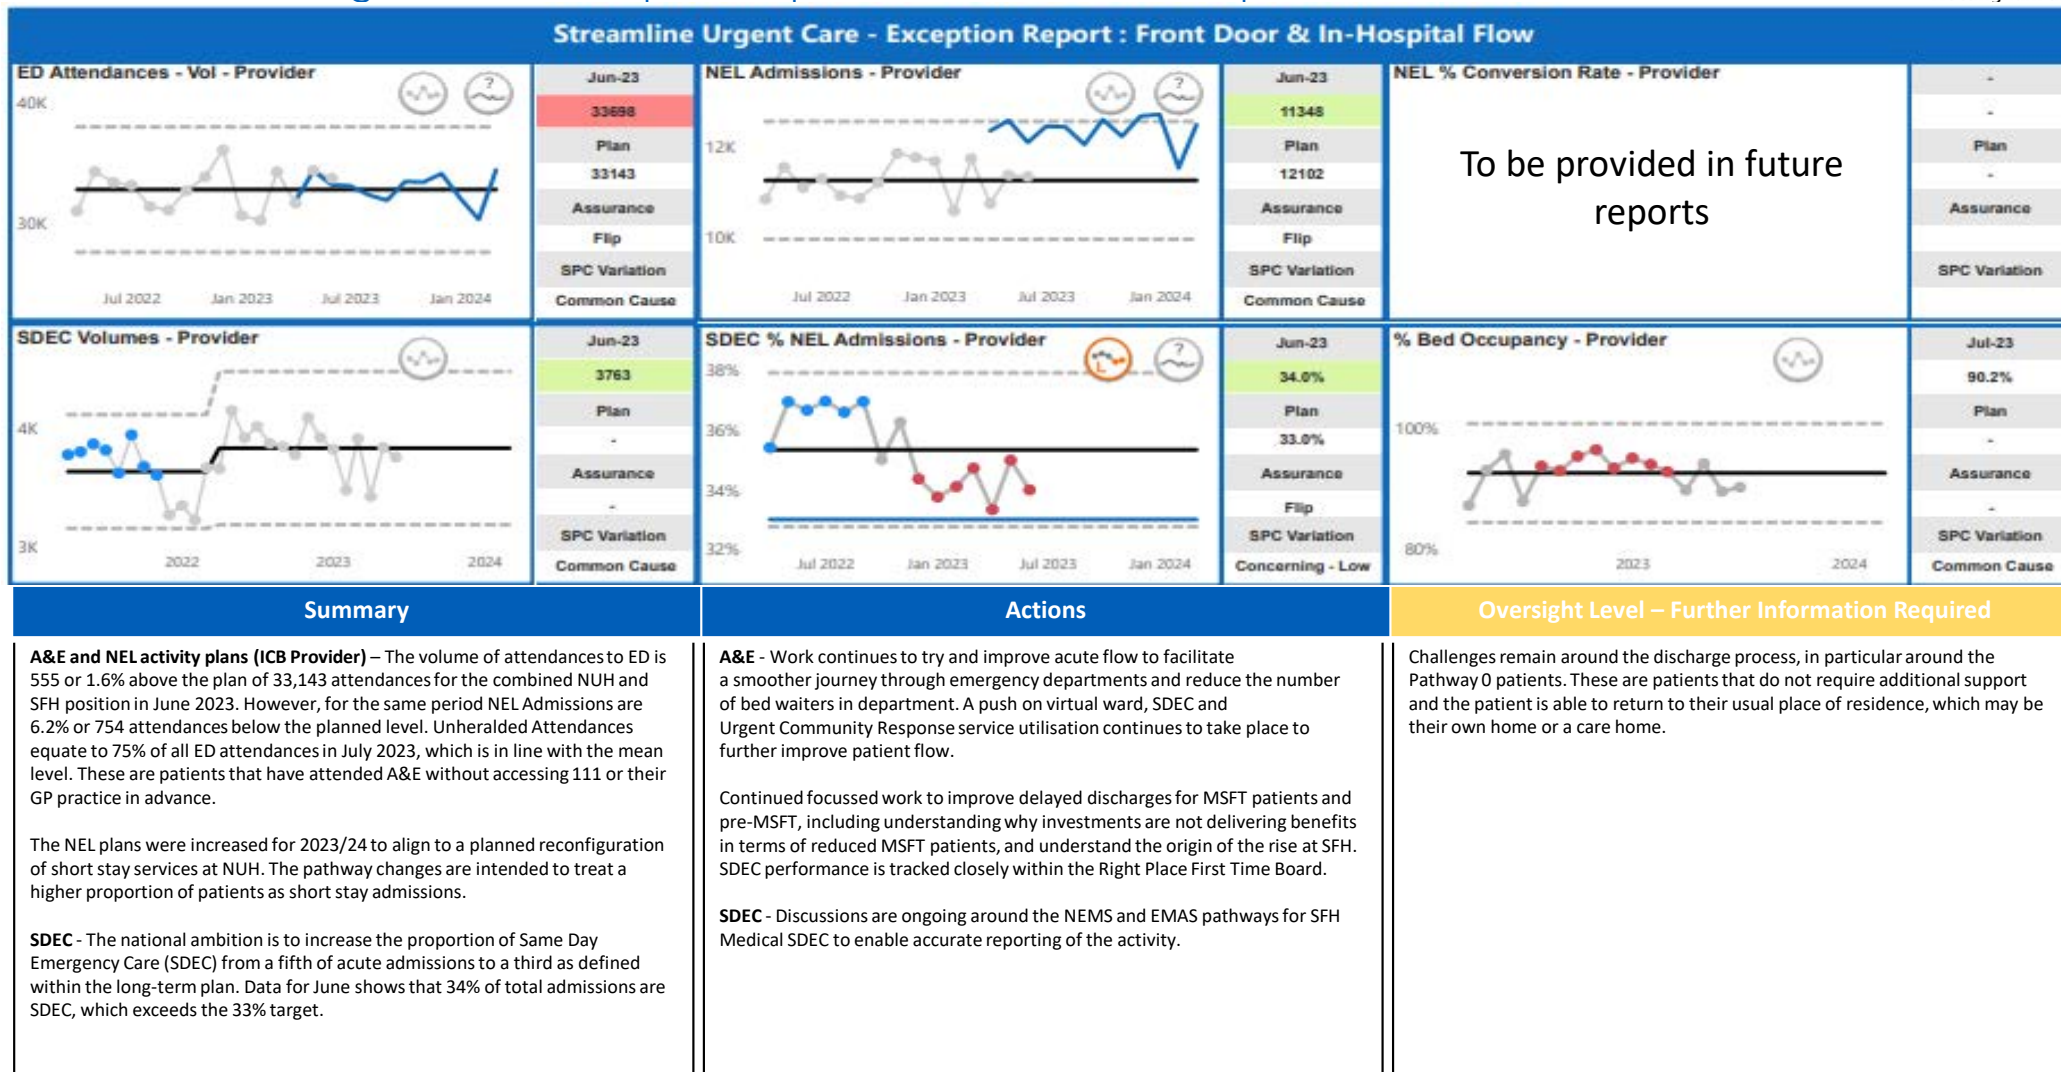 Streamline Urgent Care - Exception Report : Front Door & In-Hospital Flow
ED Attendances - Vol - Provider
40K
30K
Jul 2022 Jan 2023 Jul 2023 Jan 2024
?
Jun-23
33698
Plan
33143
Assurance
Flip
SPC Variation
Common Cause
NEL Admissions - Provider
12K
10K
Jul 2022 Jan 2023 Jul 2023 Jan 2024
?
Jun-23
11348
Plan
12102
Assurance
Flip
SPC Variation
Common Cause
NEL % Conversion Rate - Provider
To be provided in future
reports
-
-
Plan
-
Assurance
SPC Variation
SDEC Volumes - Provider
4K
3K
2022 2023 2024
Jun-23
3763
Plan
-
Assurance
-
SPC Variation
Common Cause
SDEC % NEL Admissions - Provider
L
?
38%
36%
34%
32%
Jul 2022 Jan 2023 Jul 2023 Jan 2024
Jun-23
34.0%
Plan
33.0%
Assurance
Flip
SPC Variation
Concerning - Low
% Bed Occupancy - Provider
100%
80%
2023 2024
Jul-23
90.2%
Plan
-
Assurance
-
SPC Variation
Common Cause
Summary
A&E and NEL activity plans (ICB Provider) – The volume of attendances to ED is
555 or 1.6% above the plan of 33,143 attendances for the combined NUH and
SFH position in June 2023. However, for the same period NEL Admissions are
6.2% or 754 attendances below the planned level. Unheralded Attendances
equate to 75% of all ED attendances in July 2023, which is in line with the mean
level. These are patients that have attended A&E without accessing 111 or their
GP practice in advance.
The NEL plans were increased for 2023/24 to align to a planned reconfiguration
of short stay services at NUH. The pathway changes are intended to treat a
higher proportion of patients as short stay admissions.
SDEC - The national ambition is to increase the proportion of Same Day
Emergency Care (SDEC) from a fifth of acute admissions to a third as defined
within the long-term plan. Data for June shows that 34% of total admissions are
SDEC, which exceeds the 33% target.
Actions
A&E - Work continues to try and improve acute flow to facilitate
a smoother journey through emergency departments and reduce the number
of bed waiters in department. A push on virtual ward, SDEC and
Urgent Community Response service utilisation continues to take place to
further improve patient flow.
Continued focussed work to improve delayed discharges for MSFT patients and
pre-MSFT, including understanding why investments are not delivering benefits
in terms of reduced MSFT patients, and understand the origin of the rise at SFH.
SDEC performance is tracked closely within the Right Place First Time Board.
SDEC - Discussions are ongoing around the NEMS and EMAS pathways for SFH
Medical SDEC to enable accurate reporting of the activity.
Oversight Level – Further Information Required
Challenges remain around the discharge process, in particular around the
Pathway 0 patients. These are patients that do not require additional support
and the patient is able to return to their usual place of residence, which may be
their own home or a care home.